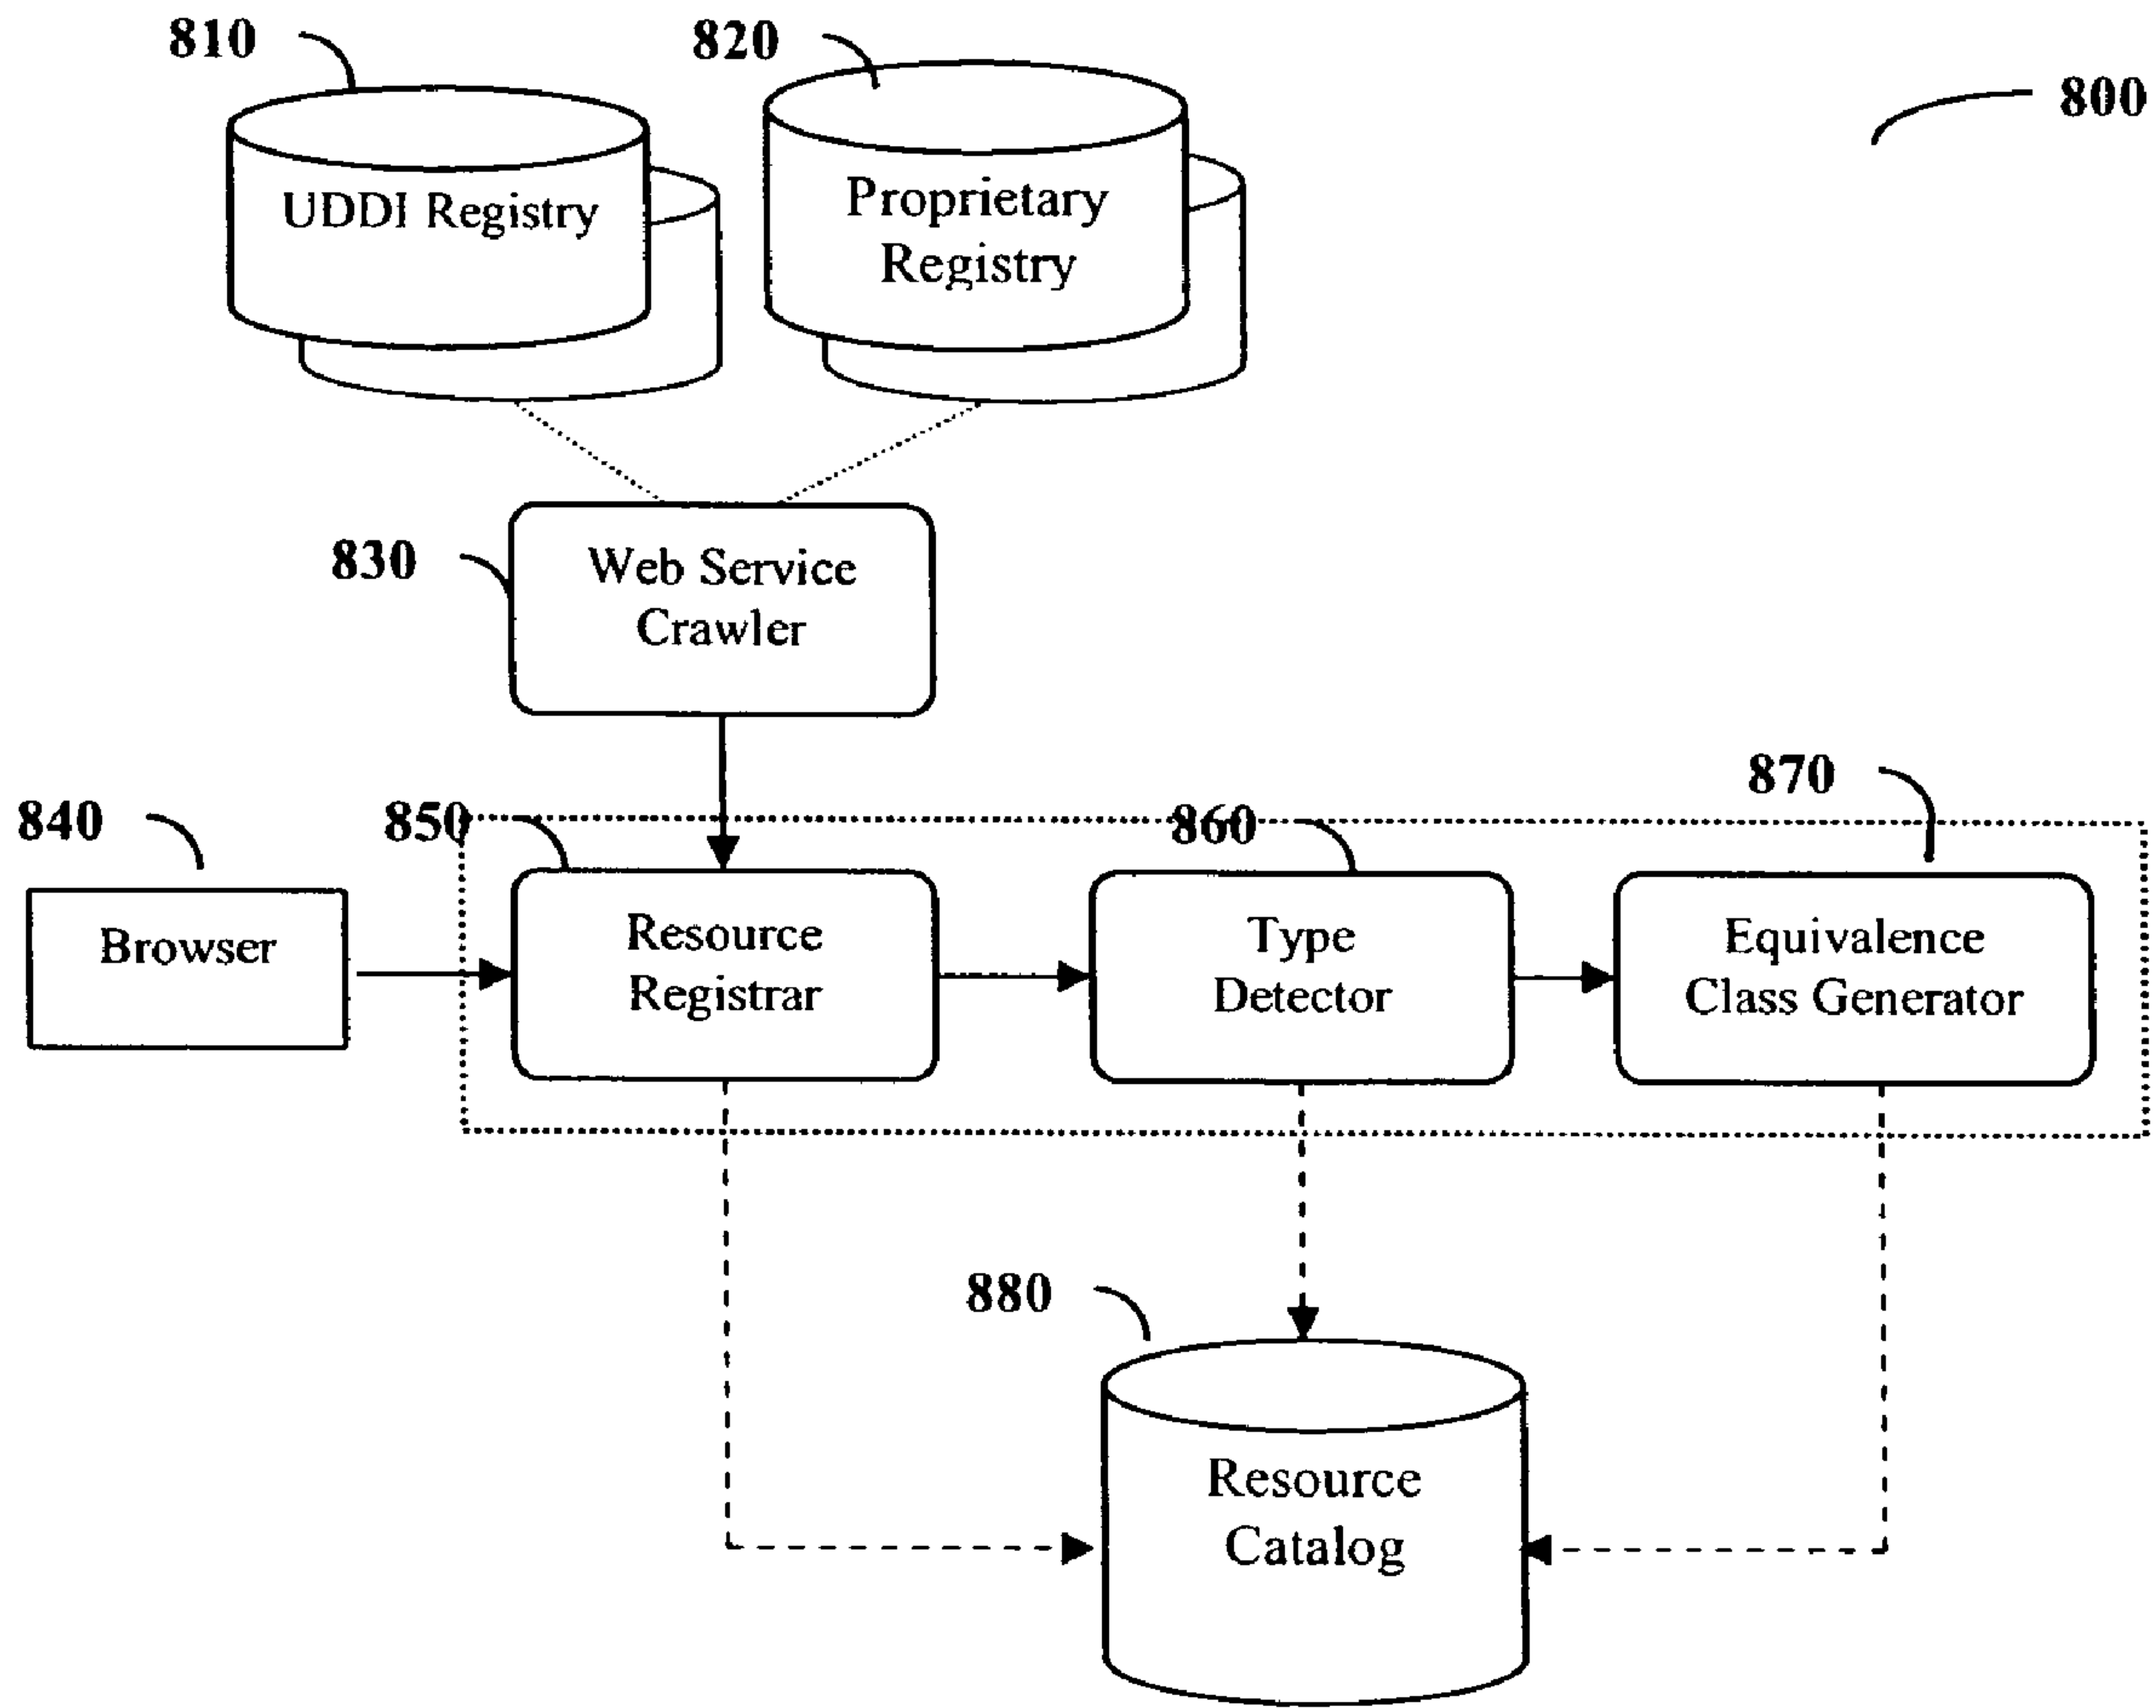 810
820
800
UDDI Registry
Proprietary
Registry
830
Web Service
Crawler
870
840
850
860
Browser
Resource
Registrar
Type
Detector
Equivalence
Class Generator
880
Resource
Catalog